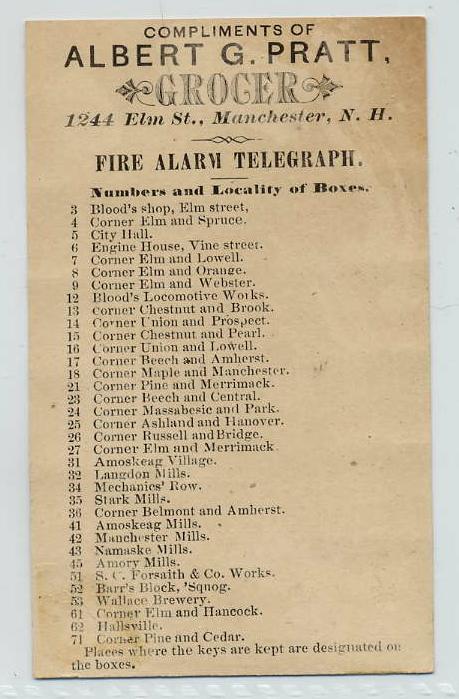 COMPLIMENTS OF
ALBERT G. PRATT,
GROCER
1244 Elm St., Manchester, N. H.
FIRE ALARM TELEGRAPH.
Numbers and Locality of Boxes.
3 Blood's shop, Elm street,
4 Corner Elm and Spruce.
5 City Hall.
6 Engine House, Vine street.
7 Corner Elm and Lowell.
8 Corner Elm and Orange.
9 Corner Elm and Webster.
12 Blood's Locomotive Works.
13 Corner Chestnut and Brook.
14 Corner Union and Prospect.
15 Corner Chestnut and Pearl.
16 Corner Union and Lowell.
17 Corner Beech and Amherst.
18 Corner Maple and Manchester.
21 Corner Pine and Merrimack.
23 Corner Beech and Central.
24 Corner Massabesic and Park.
25 Corner Ashland and Hanover.
26 Corner Russell and Bridge.
27 Corner Elm and Merrimack.
31 Amoskeag Village.
32 Langdon Mills.
34 Mechanics' Row.
35 Stark Mills.
36 Corner Belmont and Amherst.
41 Amoskeag Mills.
42 Manchester Mills.
43 Namaske Mills.
45 Amory Mills.
51 S. C. Forsaith & Co. Works.
52 Barr's Block, 'Squog.
53 Wallace Brewery.
61 Corner Elm and Hancock.
62 Hallsville.
71 Corner Pine and Cedar.
Places where the keys are kept are designated on
the boxes.